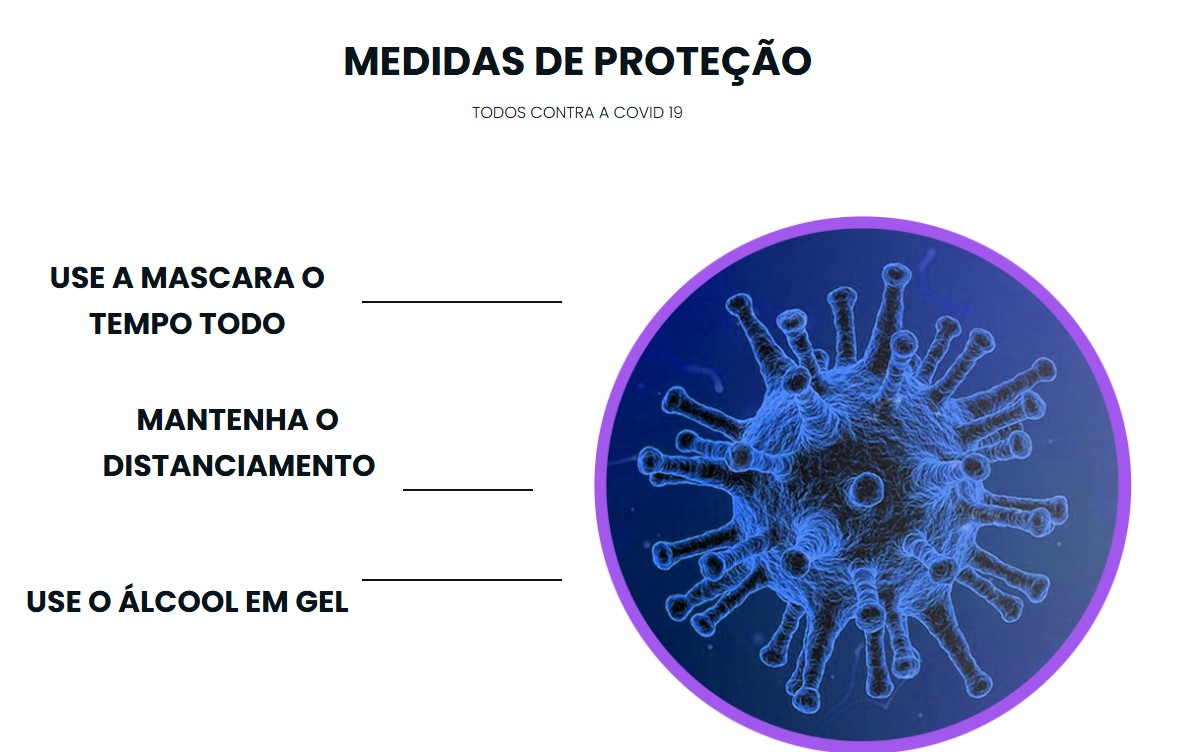 MEDIDAS DE PROTEÇÃO
TODOS CONTRA A COVID 19
USE A MASCARA O
TEMPO TODO
MANTENHA O
DISTANCIAMENTO
USE O ÁLCOOL EM GEL